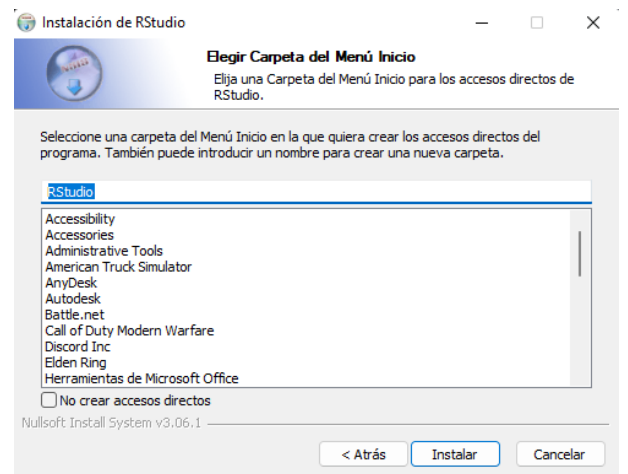 Instalación de RStudio
Elegir Carpeta del Menú Inicio
Elija una Carpeta del Menú Inicio para los accesos directos de
RStudio.
Seleccione una carpeta del Menú Inicio en la que quiera crear los accesos directos del
programa. También puede introducir un nombre para crear una nueva carpeta.
RStudio
Accessibility
Accessories
Administrative Tools
American Truck Simulator
AnyDesk
Autodesk
Battle.net
Call of Duty Modern Warfare
Discord Inc
Elden Ring
Herramientas de Microsoft Office
No crear accesos directos
Nullsoft Install System v3.06.1
< Atrás Instalar Cancelar